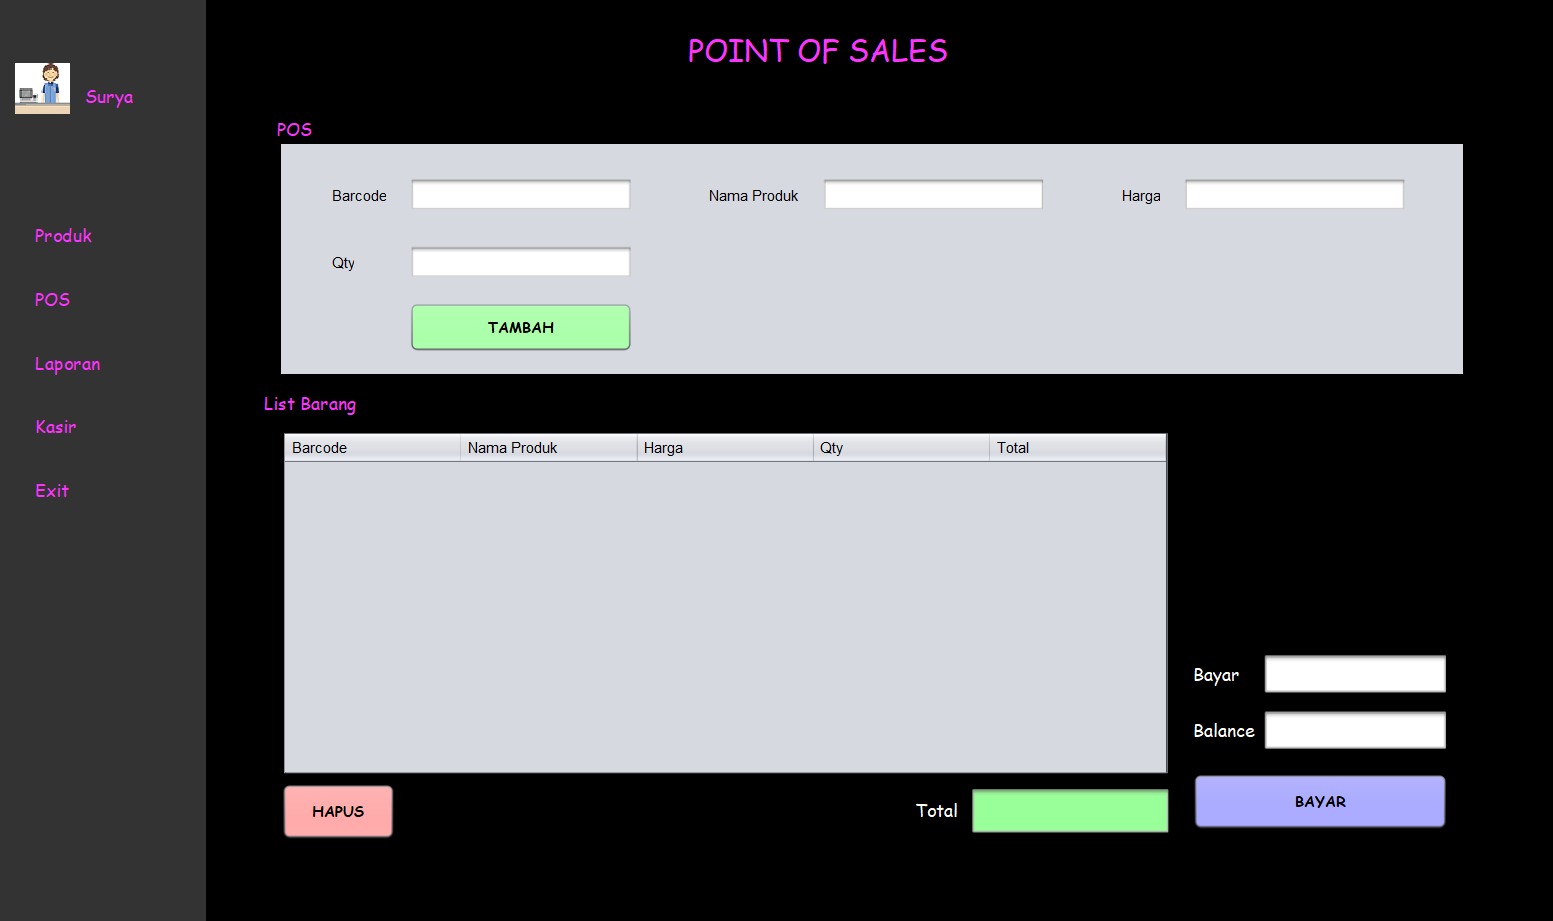 POINT OF SALES
Surya
Produk
POS
Laporan
Kasir
Exit
POS
Barcode
Nama Produk
Harga
Qty
TAMBAH
List Barang
Barcode Nama Produk Harga Qty Total
Bayar
Balance
HAPUS
Total
BAYAR